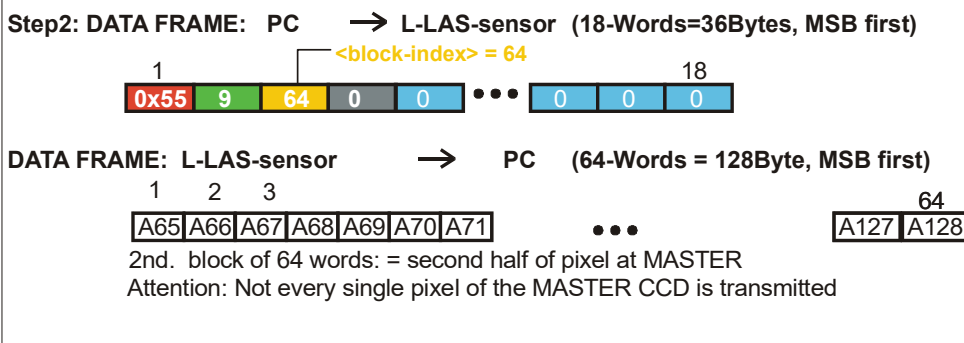 Step2: DATA FRAME: PC → L-LAS-sensor (18-Words=36Bytes, MSB first)
<block-index> = 64
1 18
0x55 9 64 0 0 ••• 0 0 0
DATA FRAME: L-LAS-sensor → PC (64-Words = 128Byte, MSB first)
1 2 3 64
A65 A66 A67 A68 A69 A70 A71 ••• A127 A128
2nd. block of 64 words: = second half of pixel at MASTER
Attention: Not every single pixel of the MASTER CCD is transmitted